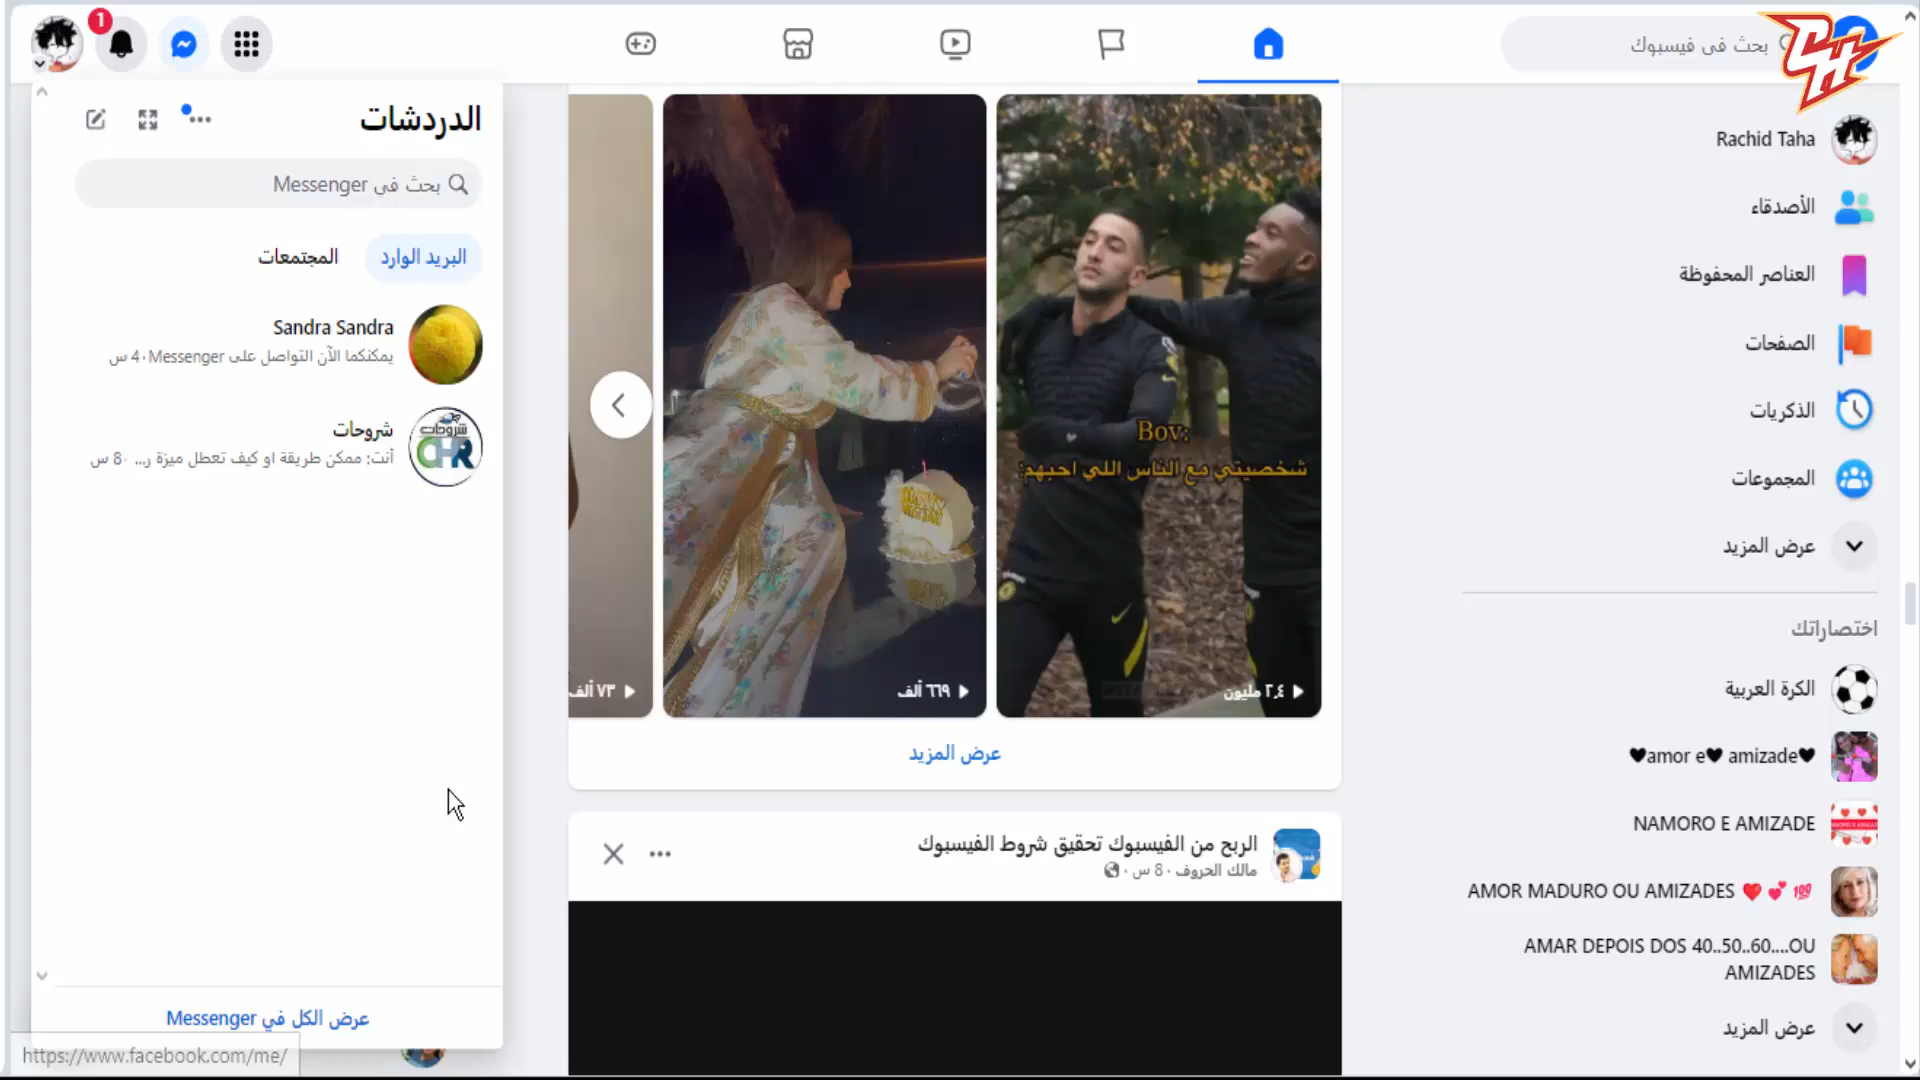 1
بحث في فيسبوك
CH
الدردشات
بحث في Messenger
البريد الوارد
المجتمعات
Sandra Sandra
يمكنكما الآن التواصل على Messenger · 4 س
شروحات
أنت: ممكن طريقة او كيف تعطل ميزة ر... · 8 س
شروحات
CHR
عرض الكل في Messenger
https://www.facebook.com/me/
Bov:
شخصيتي مع الناس اللي احبهم:
٢٫٤ مليون
٦٦٩ ألف
٧٣ ألف
عرض المزيد
الربح من الفيسبوك تحقيق شروط الفيسبوك
مالك الحروف · 8 س ·
Rachid Taha
الأصدقاء
العناصر المحفوظة
الصفحات
الذكريات
المجموعات
عرض المزيد
اختصاراتك
الكرة العربية
♥amor e♥ amizade♥
NAMORO E AMIZADE
AMOR MADURO OU AMIZADES ❤️ 💕 💯
AMAR DEPOIS DOS 40..50..60....OU
AMIZADES
عرض المزيد